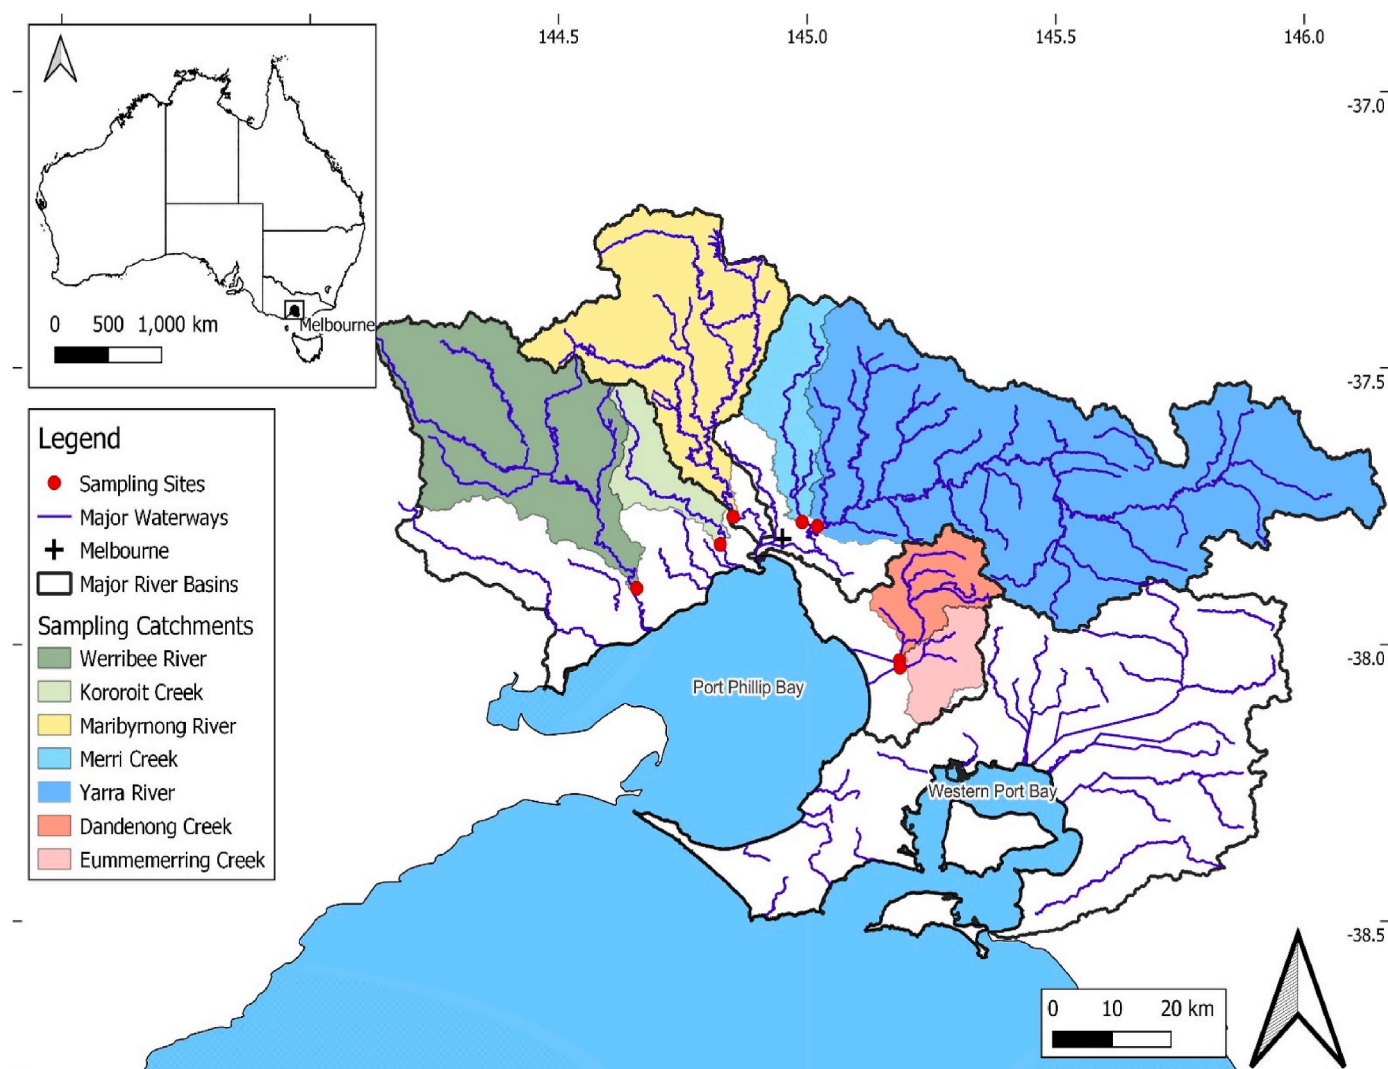 144.5
145.0
145.5
146.0
-37.0
-37.5
-38.0
-38.5
0 500 1,000 km
Melbourne
Legend
Sampling Sites
Major Waterways
Melbourne
Major River Basins
Sampling Catchments
Werribee River
Kororoit Creek
Maribyrnong River
Merri Creek
Yarra River
Dandenong Creek
Eummemerring Creek
Port Phillip Bay
Western Port Bay
0 10 20 km